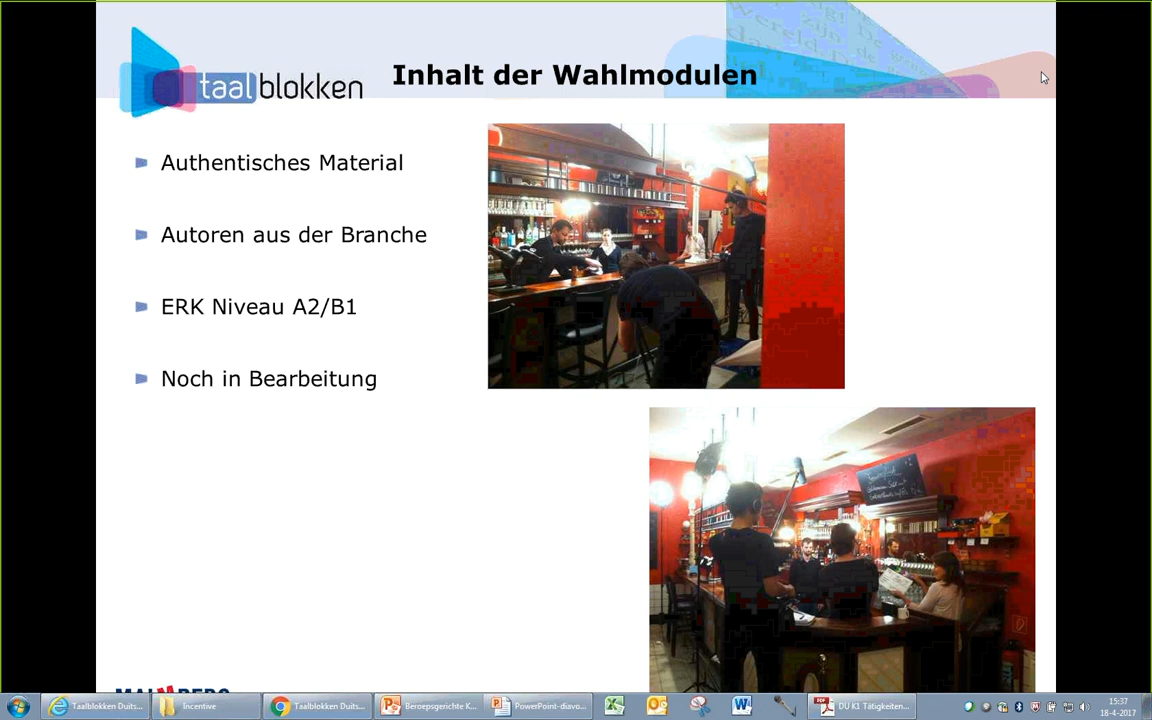 taalblokken
Inhalt der Wahlmodulen
Authentisches Material
Autoren aus der Branche
ERK Niveau A2/B1
Noch in Bearbeitung
MALMBERG
Taalblokken Duits...
Incentive
Taalblokken Duits...
Beroepsgerichte K...
PowerPoint-diavo...
DU K1 Tätigkeiten...
15:37
18-4-2017